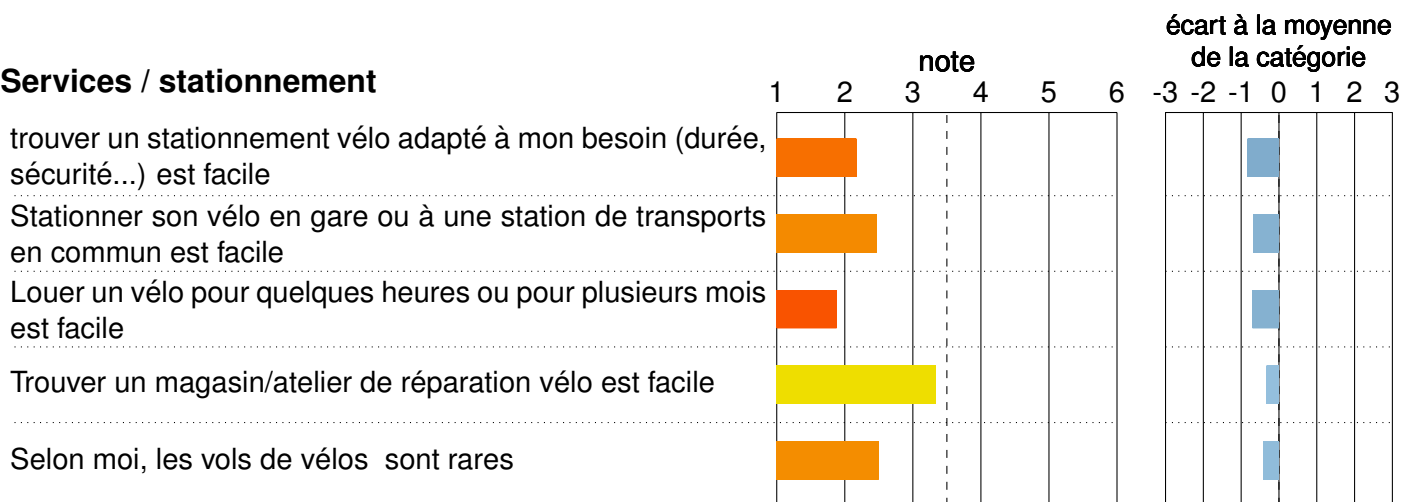 écart à la moyenne
note de la catégorie
Services / stationnement
1 2 3 4 5 6 -3 -2 -1 0 1 2 3
trouver un stationnement vélo adapté à mon besoin (durée,
sécurité...) est facile
Stationner son vélo en gare ou à une station de transports
en commun est facile
Louer un vélo pour quelques heures ou pour plusieurs mois
est facile
Trouver un magasin/atelier de réparation vélo est facile
Selon moi, les vols de vélos sont rares